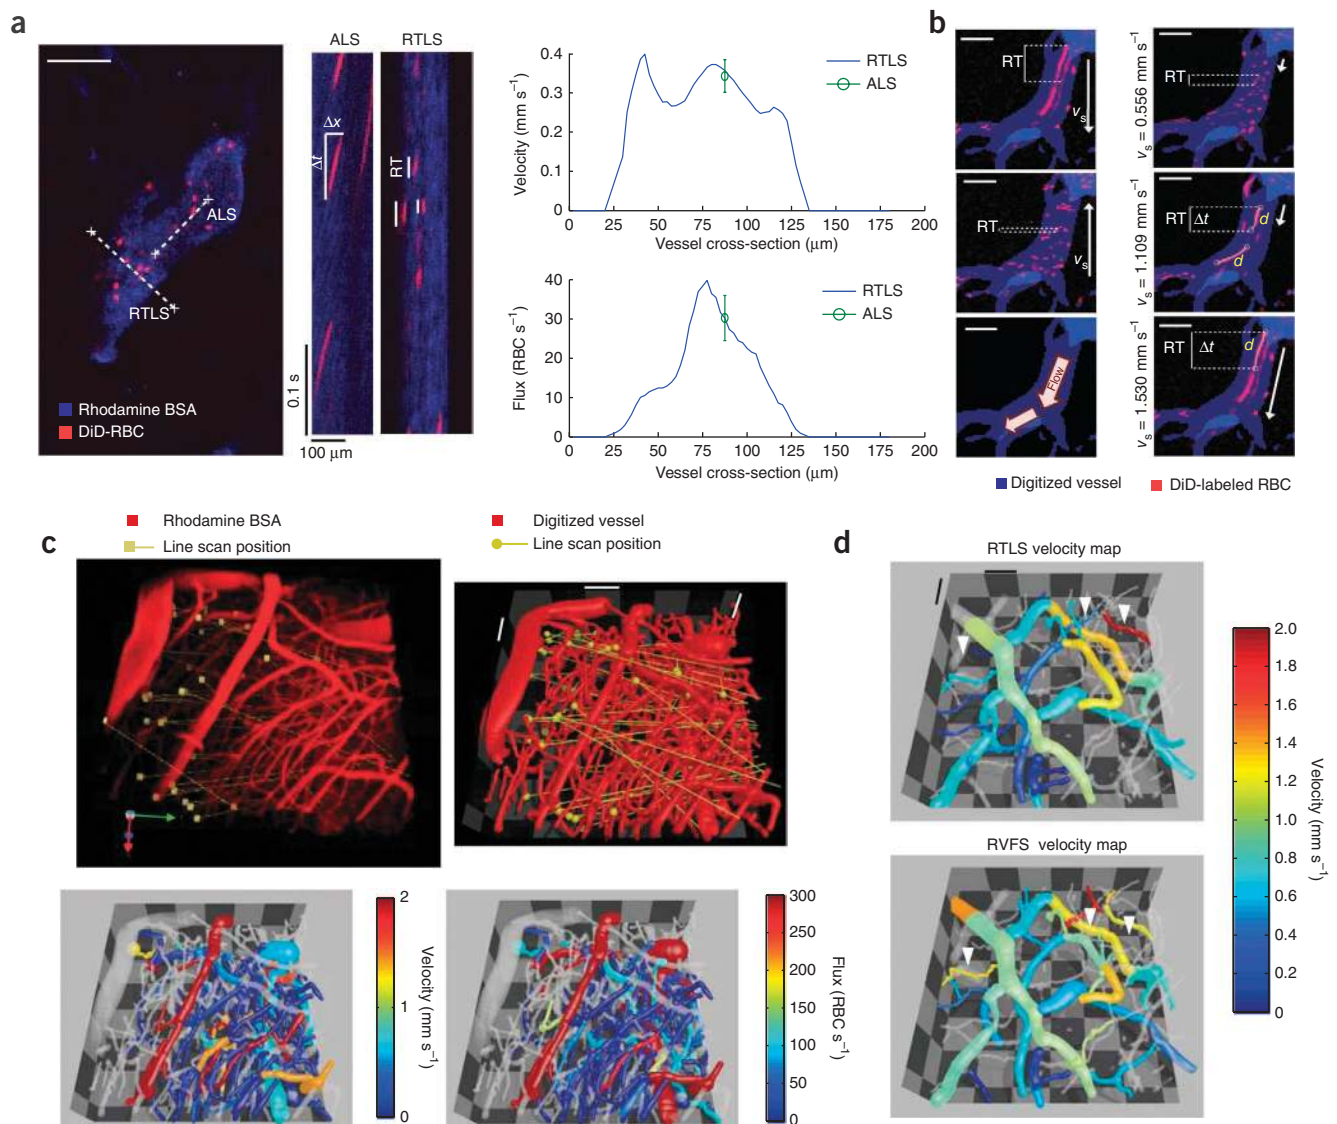 a
ALS
RTLS
ALS
RTLS
Rhodamine BSA
DiD-RBC
Δx
Δt
RT
0.1 s
100 μm
Velocity (mm s⁻¹)
0.4
0.3
0.2
0.1
0
0 25 50 75 100 125 150 175 200
Vessel cross-section (μm)
RTLS
ALS
Flux (RBC s⁻¹)
40
30
20
10
0
0 25 50 75 100 125 150 175 200
Vessel cross-section (μm)
RTLS
ALS
b
RT
vs
RT
vs
Flow
vs = 0.556 mm s⁻¹
RT
vs = 1.109 mm s⁻¹
RT Δt
d
d
vs = 1.530 mm s⁻¹
RT
Δt
d
Digitized vessel
DiD-labeled RBC
c
Rhodamine BSA
Line scan position
Digitized vessel
Line scan position
2
1
0
Velocity (mm s⁻¹)
300
250
200
150
100
50
0
Flux (RBC s⁻¹)
d
RTLS velocity map
RVFS velocity map
2.0
1.8
1.6
1.4
1.2
1.0
0.8
0.6
0.4
0.2
0
Velocity (mm s⁻¹)